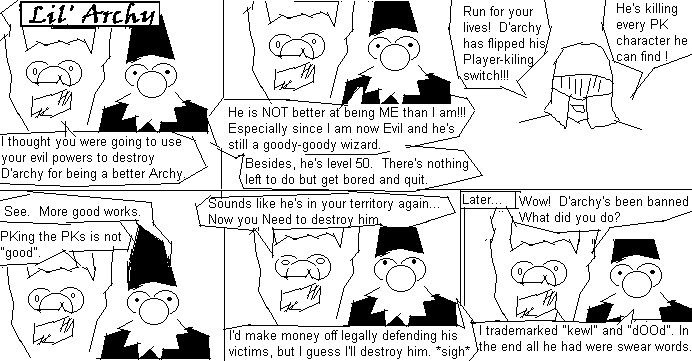 Lil' Archy
I thought you were going to use
your evil powers to destroy
D'archy for being a better Archy.
He is NOT better at being ME than I am!!!
Especially since I am now Evil and he's
still a goody-goody wizard.
Besides, he's level 50.  There's nothing
left to do but get bored and quit.
Run for your
lives!  D'archy
has flipped his
Player-kiling
switch!!!
He's killing
every PK
character he
can find !
See.  More good works.
PKing the PKs is not
"good".
Sounds like he's in your territory again...
Now you Need to destroy him.
I'd make money off legally defending his
victims, but I guess I'll destroy him. *sigh*
Later...
Wow!  D'archy's been banned
What did you do?
I trademarked "kewl" and "dOOd". In
the end all he had were swear words.